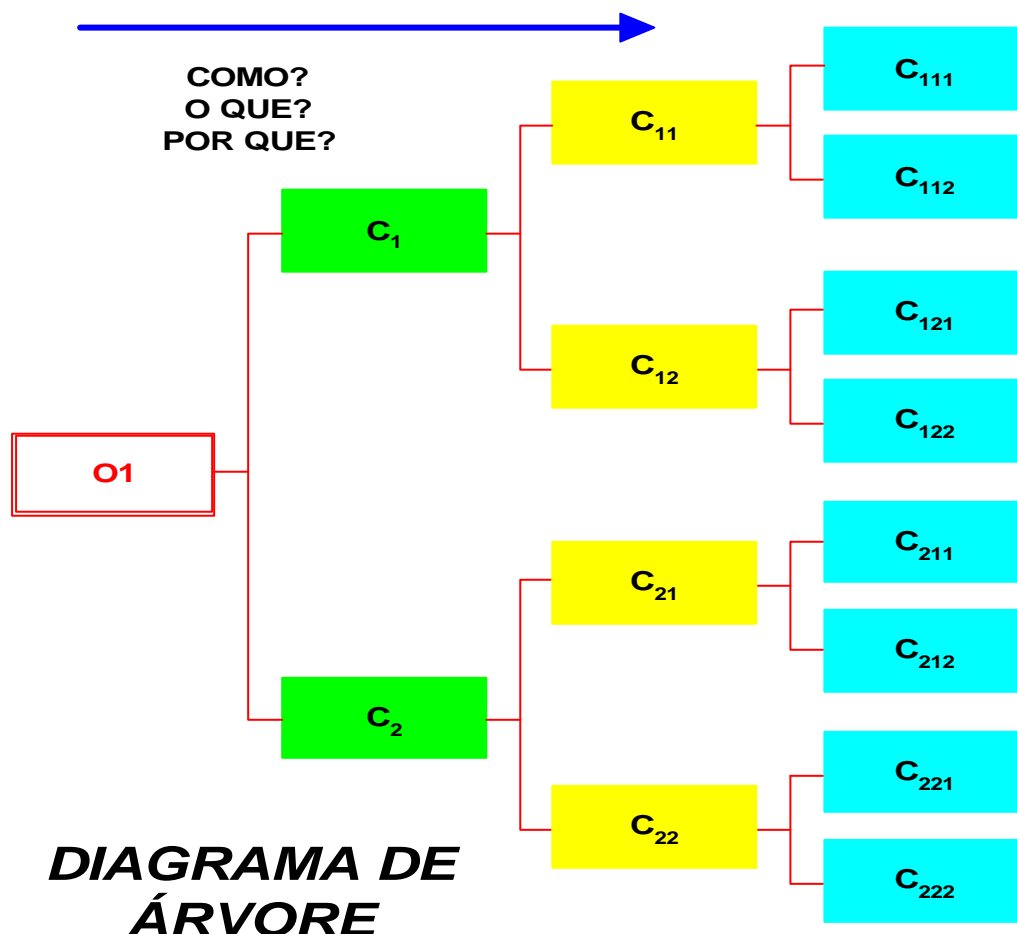 COMO?
O QUE?
POR QUE?
O1
C₁
C₂
C₁₁
C₁₂
C₂₁
C₂₂
C₁₁₁
C₁₁₂
C₁₂₁
C₁₂₂
C₂₁₁
C₂₁₂
C₂₂₁
C₂₂₂
DIAGRAMA DE
ÁRVORE